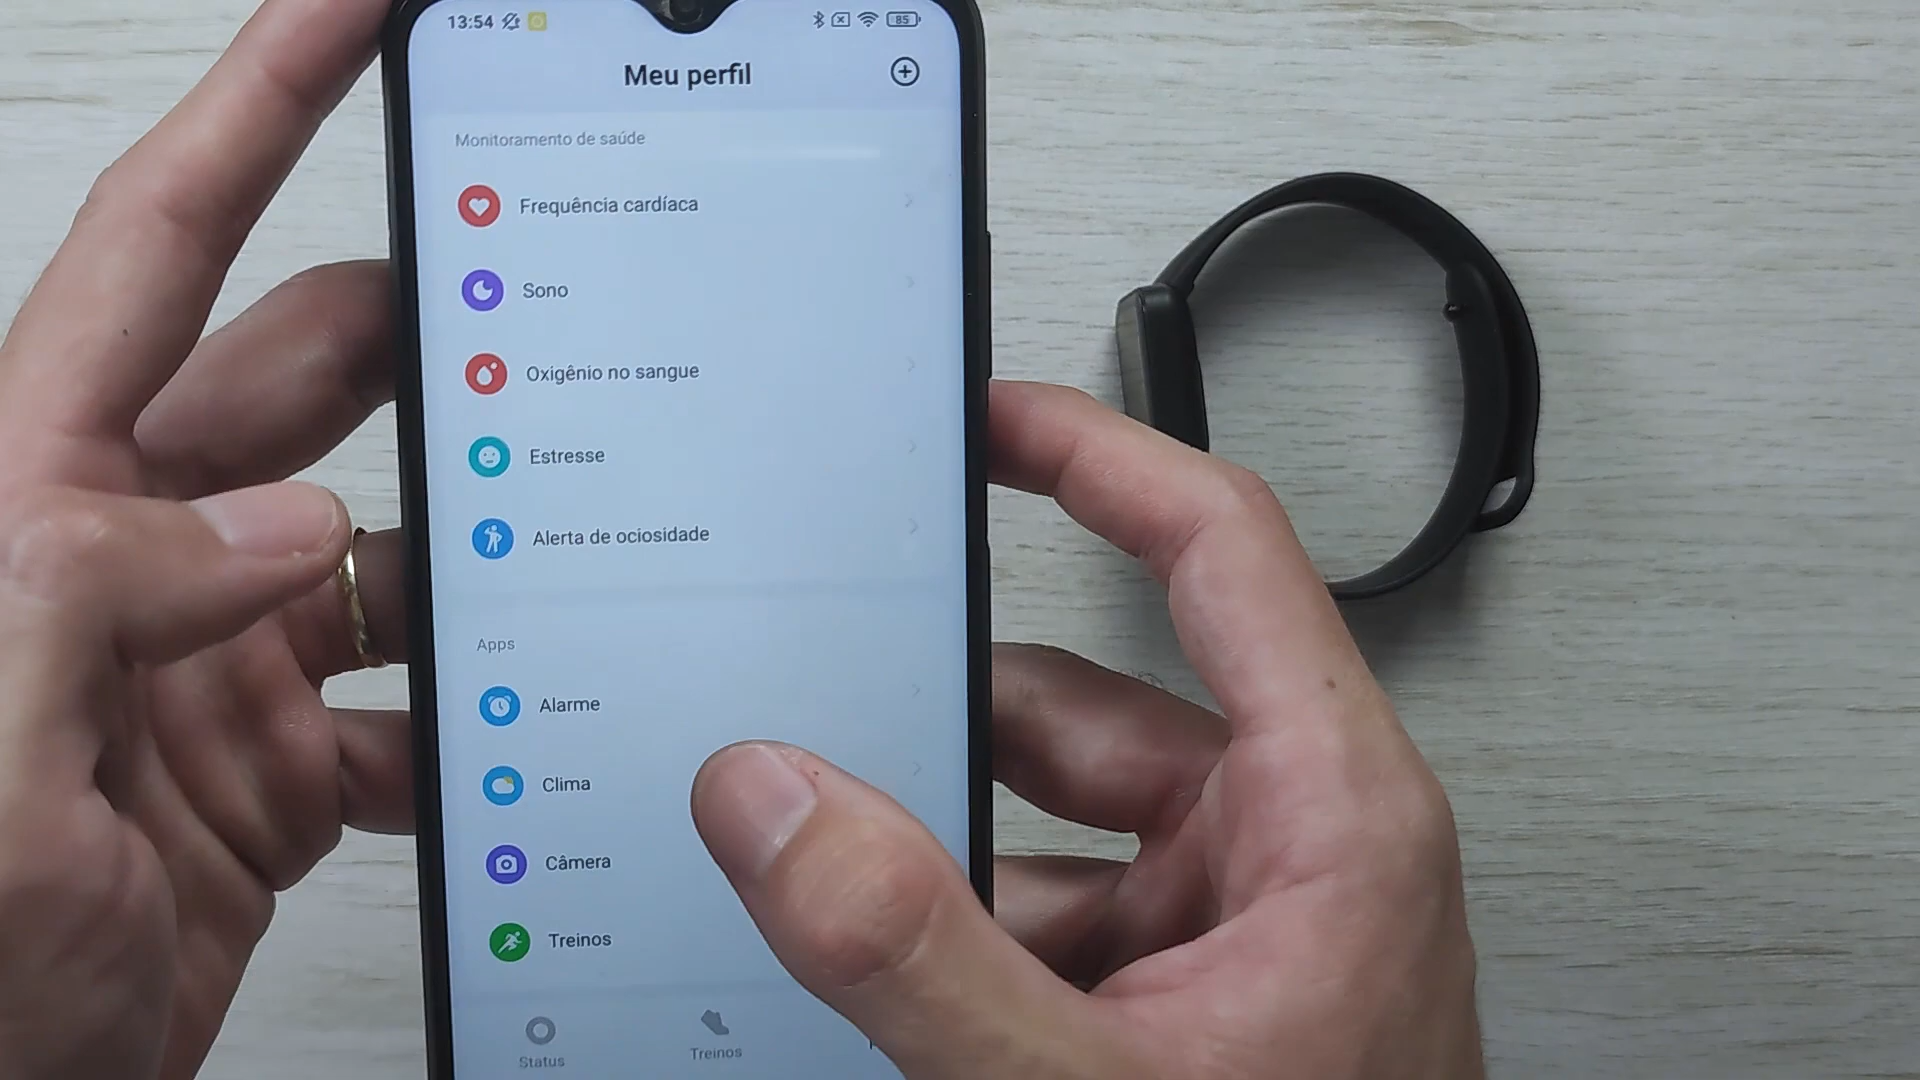 13:54
85
Meu perfil
Monitoramento de saúde
Frequência cardíaca
Sono
Oxigênio no sangue
Estresse
Alerta de ociosidade
Apps
Alarme
Clima
Câmera
Treinos
Status
Treinos